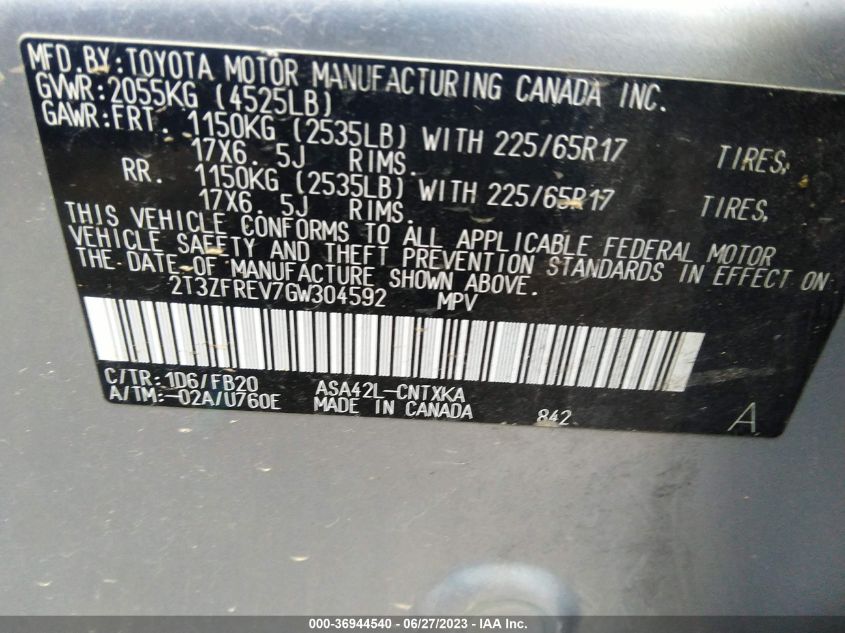 MFD.BY:TOYOTA MOTOR MANUFACTURING CANADA INC.
GVWR:2055KG (4525LB)
GAWR:FRT. 1150KG (2535LB) WITH 225/65R17 TIRES,
17X6. 5J RIMS.
RR. 1150KG (2535LB) WITH 225/65R17 TIRES,
17X6. 5J RIMS.
THIS VEHICLE CONFORMS TO ALL APPLICABLE FEDERAL MOTOR
VEHICLE SAFETY AND THEFT PREVENTION STANDARDS IN EFFECT ON
THE DATE OF MANUFACTURE SHOWN ABOVE.
2T3ZFREV7GW304592 MPV
C/TR:1D6/FB20 ASA42L-CNTXKA
A/TM:-02A/U760E MADE IN CANADA 842 A
000-36944540 - 06/27/2023 - IAA Inc.